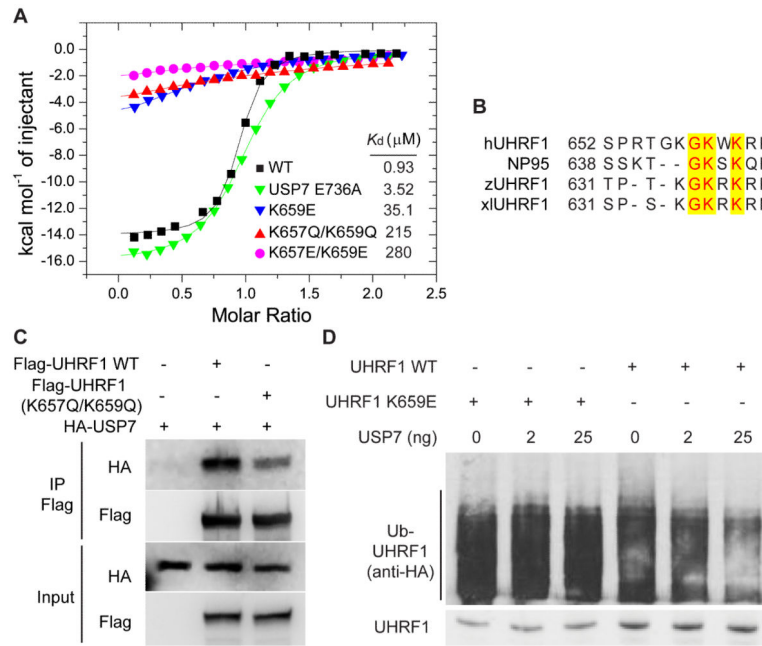 A
0.0
-2.0
-4.0
-6.0
-8.0
-10.0
-12.0
-14.0
-16.0
kcal mol⁻¹ of injectant
0.0 0.5 1.0 1.5 2.0 2.5
Molar Ratio
Kd (μM)
WT 0.93
USP7 E736A 3.52
K659E 35.1
K657Q/K659Q 215
K657E/K659E 280
B
hUHRF1 652 S P R T G K G K W K R
NP95 638 S S K T - - G K S K Q
zUHRF1 631 T P - T - K G K R K R
xlUHRF1 631 S P - S - K G K R K R
C
Flag-UHRF1 WT - + -
Flag-UHRF1
(K657Q/K659Q) - - +
HA-USP7 + + +
IP
Flag
HA
Flag
Input
HA
Flag
D
UHRF1 WT - - - + + +
UHRF1 K659E + + + - - -
USP7 (ng) 0 2 25 0 2 25
Ub-
UHRF1
(anti-HA)
UHRF1